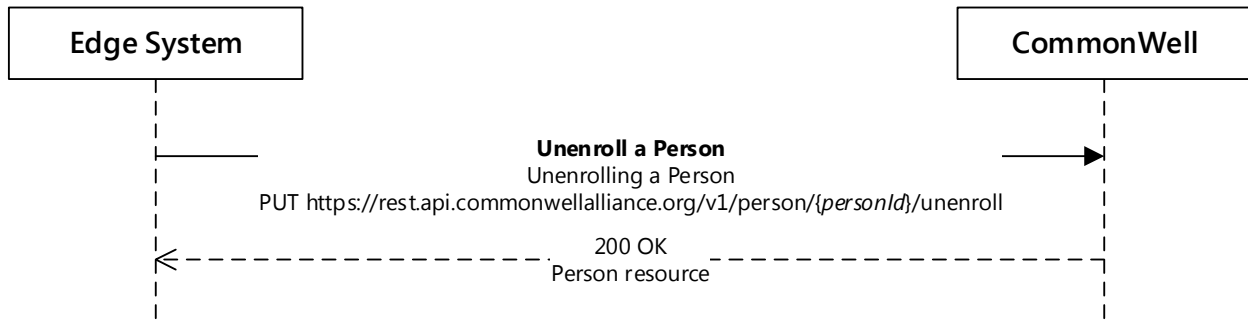 Edge System
CommonWell
Unenroll a Person
Unenrolling a Person
PUT https://rest.api.commonwellalliance.org/v1/person/{personId}/unenroll
200 OK
Person resource